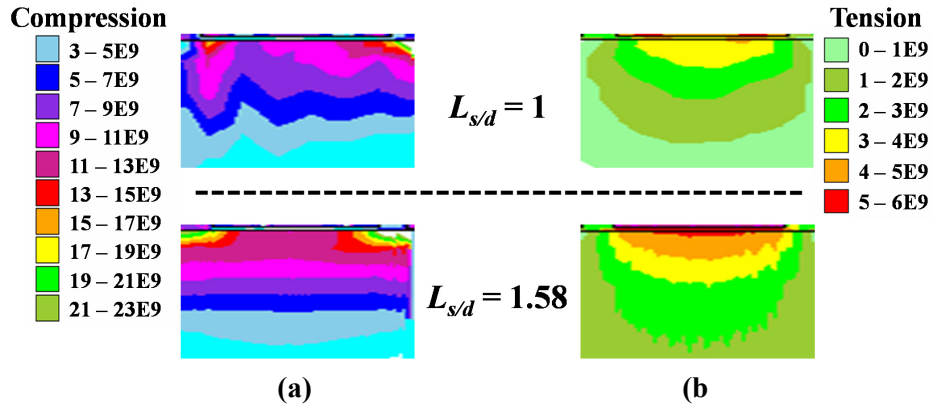 Compression
3 – 5E9
5 – 7E9
7 – 9E9
9 – 11E9
11 – 13E9
13 – 15E9
15 – 17E9
17 – 19E9
19 – 21E9
21 – 23E9
Ls/d = 1
Ls/d = 1.58
Tension
0 – 1E9
1 – 2E9
2 – 3E9
3 – 4E9
4 – 5E9
5 – 6E9
(a)
(b)